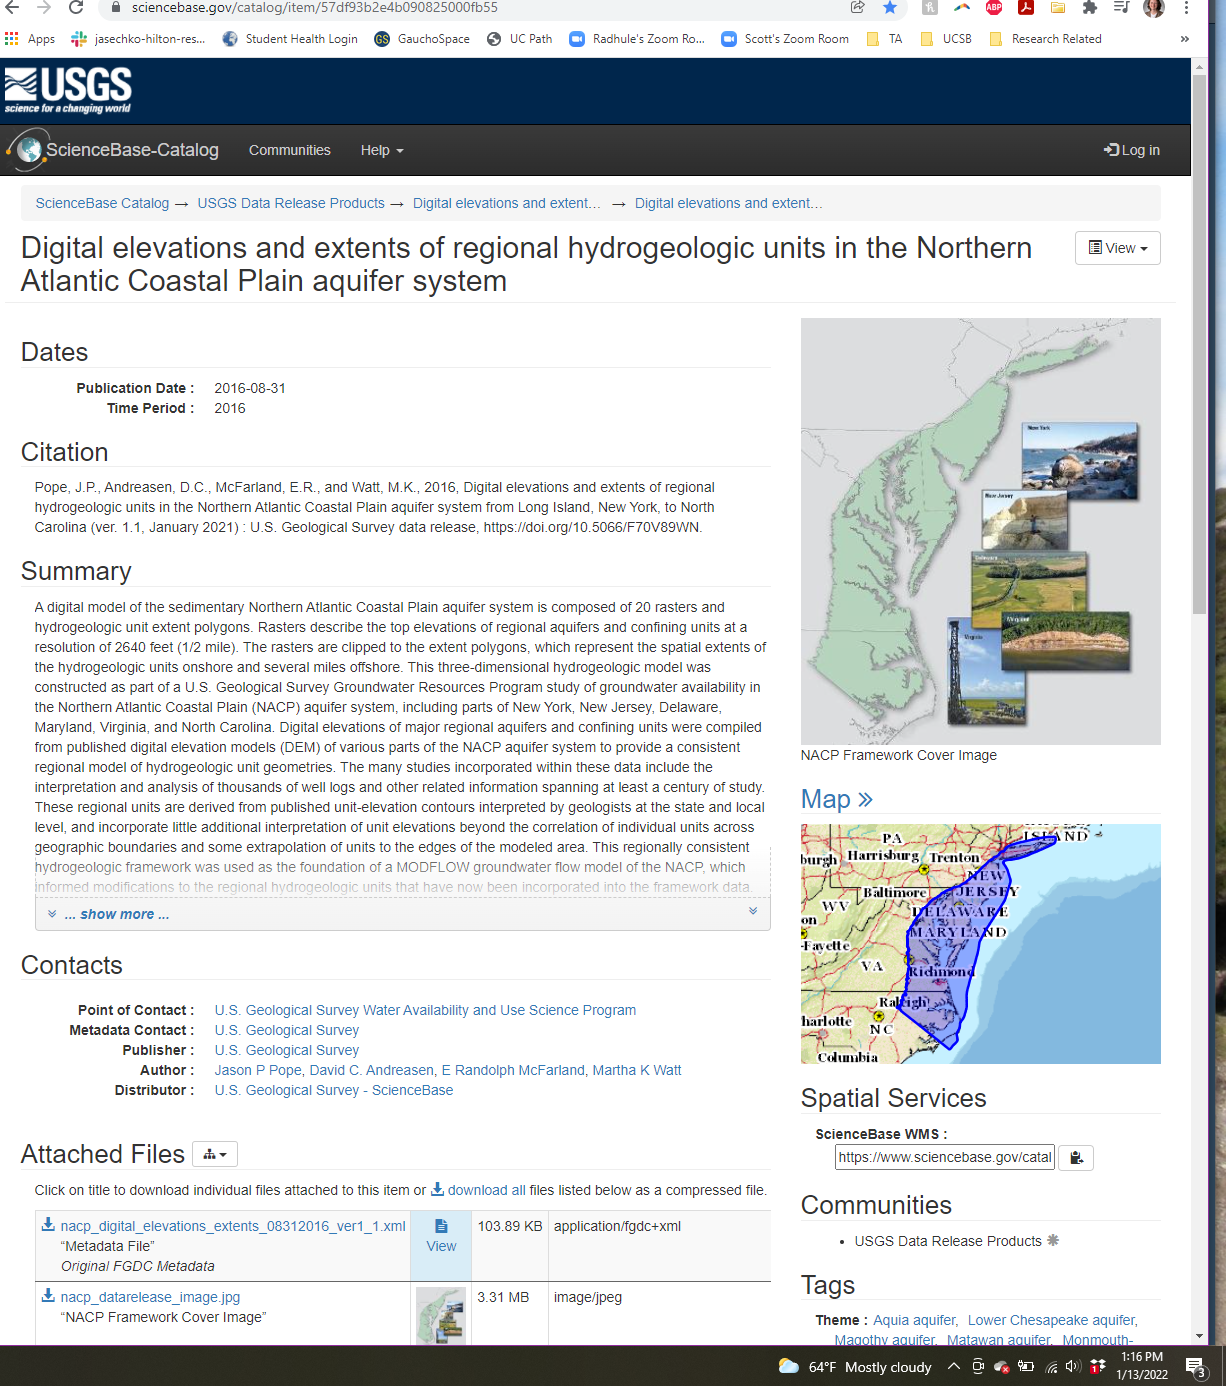 sciencebase.gov/catalog/item/57df93b2e4b090825000fb55
Apps jasechko-hilton-res... Student Health Login GS GauchoSpace UC Path Radhule's Zoom Ro... Scott's Zoom Room TA UCSB Research Related »
USGS
science for a changing world
ScienceBase-Catalog Communities Help Log in
ScienceBase Catalog → USGS Data Release Products → Digital elevations and extent... → Digital elevations and extent...
Digital elevations and extents of regional hydrogeologic units in the Northern
Atlantic Coastal Plain aquifer system
View
Dates
Publication Date : 2016-08-31
Time Period : 2016
Citation
Pope, J.P., Andreasen, D.C., McFarland, E.R., and Watt, M.K., 2016, Digital elevations and extents of regional
hydrogeologic units in the Northern Atlantic Coastal Plain aquifer system from Long Island, New York, to North
Carolina (ver. 1.1, January 2021) : U.S. Geological Survey data release, https://doi.org/10.5066/F70V89WN.
Summary
A digital model of the sedimentary Northern Atlantic Coastal Plain aquifer system is composed of 20 rasters and
hydrogeologic unit extent polygons. Rasters describe the top elevations of regional aquifers and confining units at a
resolution of 2640 feet (1/2 mile). The rasters are clipped to the extent polygons, which represent the spatial extents of
the hydrogeologic units onshore and several miles offshore. This three-dimensional hydrogeologic model was
constructed as part of a U.S. Geological Survey Groundwater Resources Program study of groundwater availability in
the Northern Atlantic Coastal Plain (NACP) aquifer system, including parts of New York, New Jersey, Delaware,
Maryland, Virginia, and North Carolina. Digital elevations of major regional aquifers and confining units were compiled
from published digital elevation models (DEM) of various parts of the NACP aquifer system to provide a consistent
regional model of hydrogeologic unit geometries. The many studies incorporated within these data include the
interpretation and analysis of thousands of well logs and other related information spanning at least a century of study.
These regional units are derived from published unit-elevation contours interpreted by geologists at the state and local
level, and incorporate little additional interpretation of unit elevations beyond the correlation of individual units across
geographic boundaries and some extrapolation of units to the edges of the modeled area. This regionally consistent
hydrogeologic framework was used as the foundation of a MODFLOW groundwater flow model of the NACP, which
informed modifications to the regional hydrogeologic units that have now been incorporated into the framework data.
... show more ...
Contacts
Point of Contact : U.S. Geological Survey Water Availability and Use Science Program
Metadata Contact : U.S. Geological Survey
Publisher : U.S. Geological Survey
Author : Jason P Pope, David C. Andreasen, E Randolph McFarland, Martha K Watt
Distributor : U.S. Geological Survey - ScienceBase
Attached Files
Click on title to download individual files attached to this item or download all files listed below as a compressed file.
nacp_digital_elevations_extents_08312016_ver1_1.xml View 103.89 KB application/fgdc+xml
“Metadata File”
Original FGDC Metadata
nacp_datarelease_image.jpg 3.31 MB image/jpeg
“NACP Framework Cover Image”
New York
New Jersey
Delaware
Maryland
Virginia
NACP Framework Cover Image
Map »
ISLAND
PA
burgh Harrisburg Trenton
NEW
Baltimore JERSEY
WV DELAWARE
on MARYLAND
-Fayette
VA Richmond
Raleigh
harlotte NC
Columbia
Spatial Services
ScienceBase WMS :
https://www.sciencebase.gov/catal
Communities
• USGS Data Release Products
Tags
Theme : Aquia aquifer, Lower Chesapeake aquifer,
Magothy aquifer, Matawan aquifer, Monmouth-
64°F Mostly cloudy
1:16 PM
1/13/2022
3